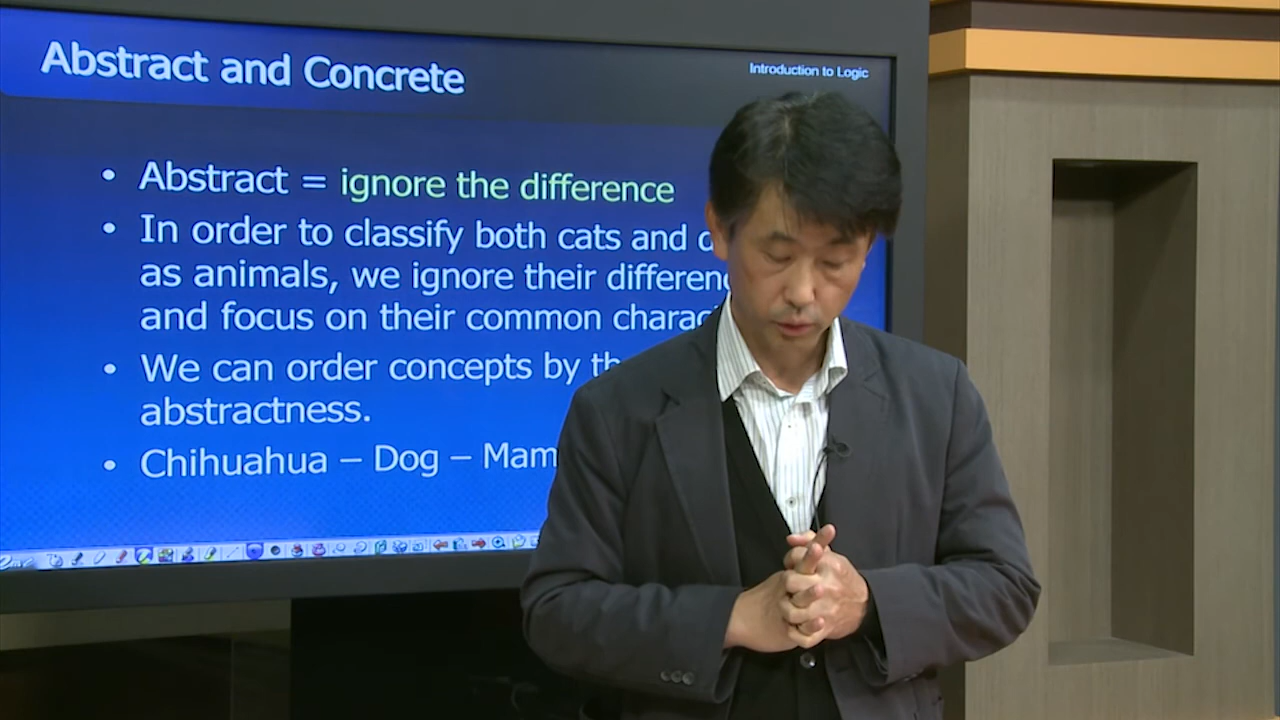 Abstract and Concrete
Introduction to Logic
• Abstract = ignore the difference
• In order to classify both cats and
as animals, we ignore their
and focus on their common
• We can order concepts by
abstractness.
• Chihuahua – Dog –